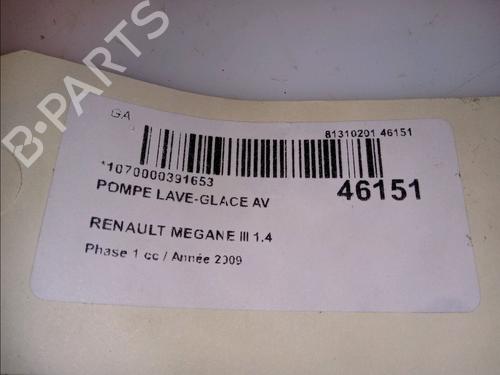 G.A
81310201 46151
*1070000391653
46151
POMPE LAVE-GLACE AV
RENAULT MEGANE III 1.4
Phase 1 cc / Année 2009
B-PARTS